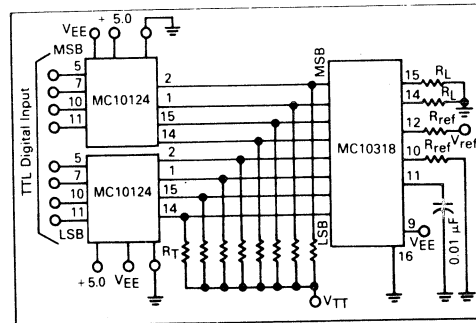 VEE + 5.0
MSB
TTL Digital Input
5
7
10
11
MC10124
2
1
15
14
5
7
10
11
LSB
MC10124
2
1
15
14
+5.0 VEE
RT
VTT
MSB
LSB
MC10318
15 RL
14 RL
12 Rref
Vref
10 Rref
11
0.01 μF
9
VEE
16